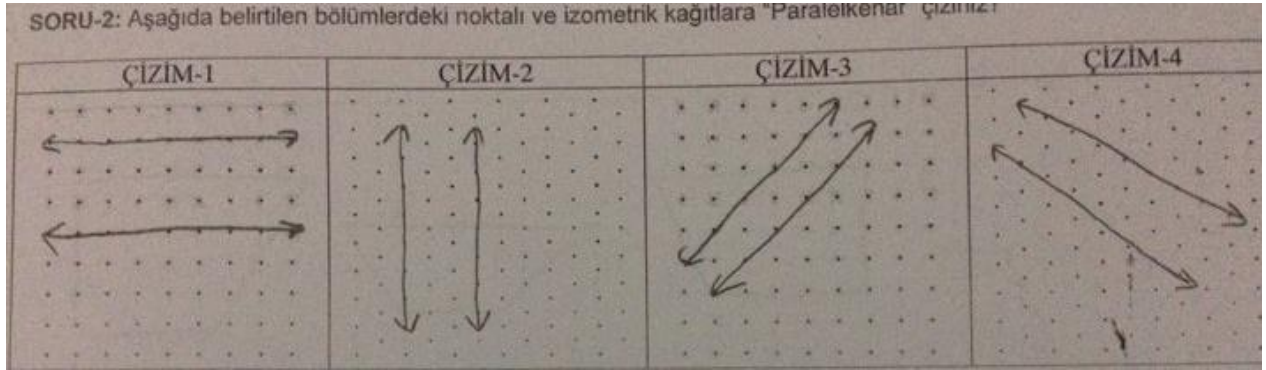 SORU-2: Aşağıda belirtilen bölümlerdeki noktalı ve izometrik kağıtlara "Paralelkenar" çiziniz?
ÇİZİM-1 ÇİZİM-2 ÇİZİM-3 ÇİZİM-4